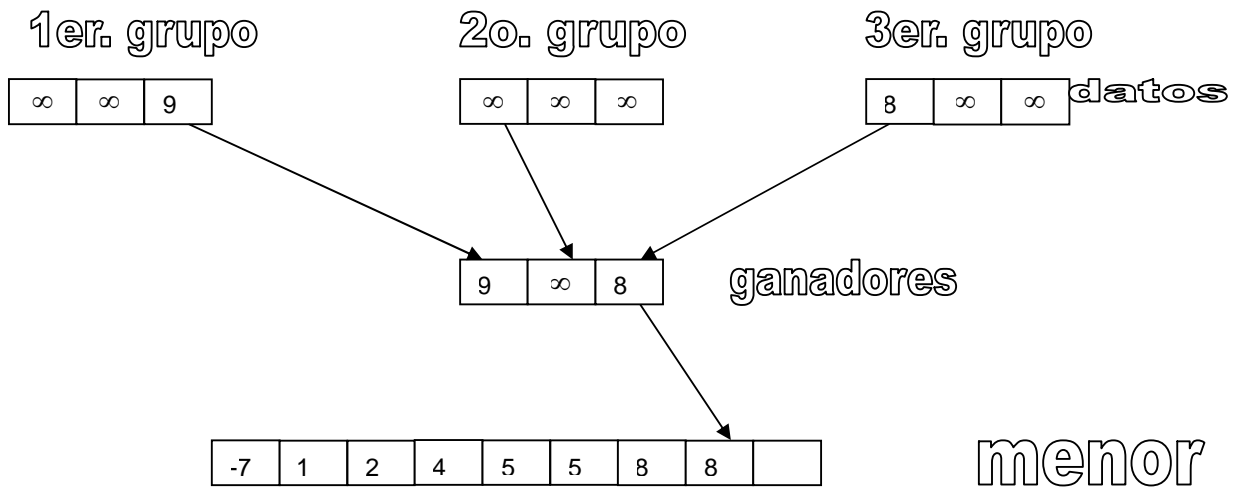 1er. grupo 2o. grupo 3er. grupo
∞ ∞ 9 ∞ ∞ ∞ 8 ∞ ∞ datos
9 ∞ 8 ganadores
-7 1 2 4 5 5 8 8 menor